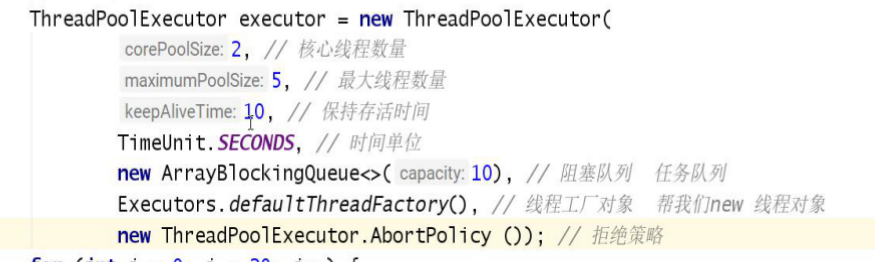 ThreadPoolExecutor executor = new ThreadPoolExecutor(
corePoolSize: 2, // 核心线程数量
maximumPoolSize: 5, // 最大线程数量
keepAliveTime: 10, // 保持存活时间
TimeUnit.SECONDS, // 时间单位
new ArrayBlockingQueue<>( capacity: 10), // 阻塞队列 任务队列
Executors.defaultThreadFactory(), // 线程工厂对象 帮我们new 线程对象
new ThreadPoolExecutor.AbortPolicy ()); // 拒绝策略